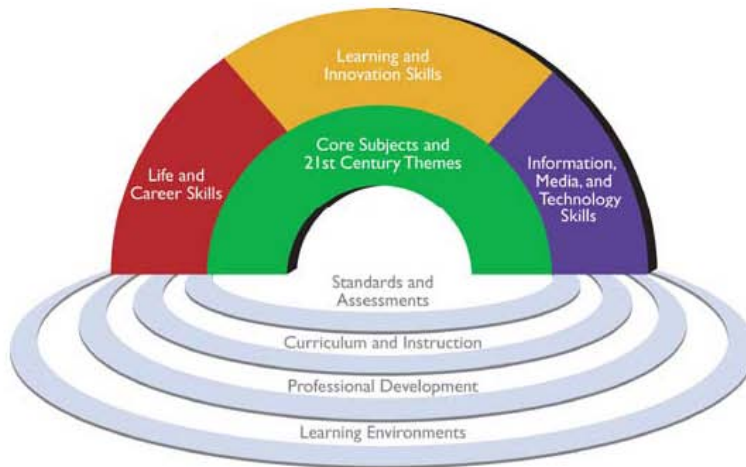 Learning and
Innovation Skills
Core Subjects and
21st Century Themes
Life and
Career Skills
Information,
Media, and
Technology
Skills
Standards and
Assessments
Curriculum and Instruction
Professional Development
Learning Environments